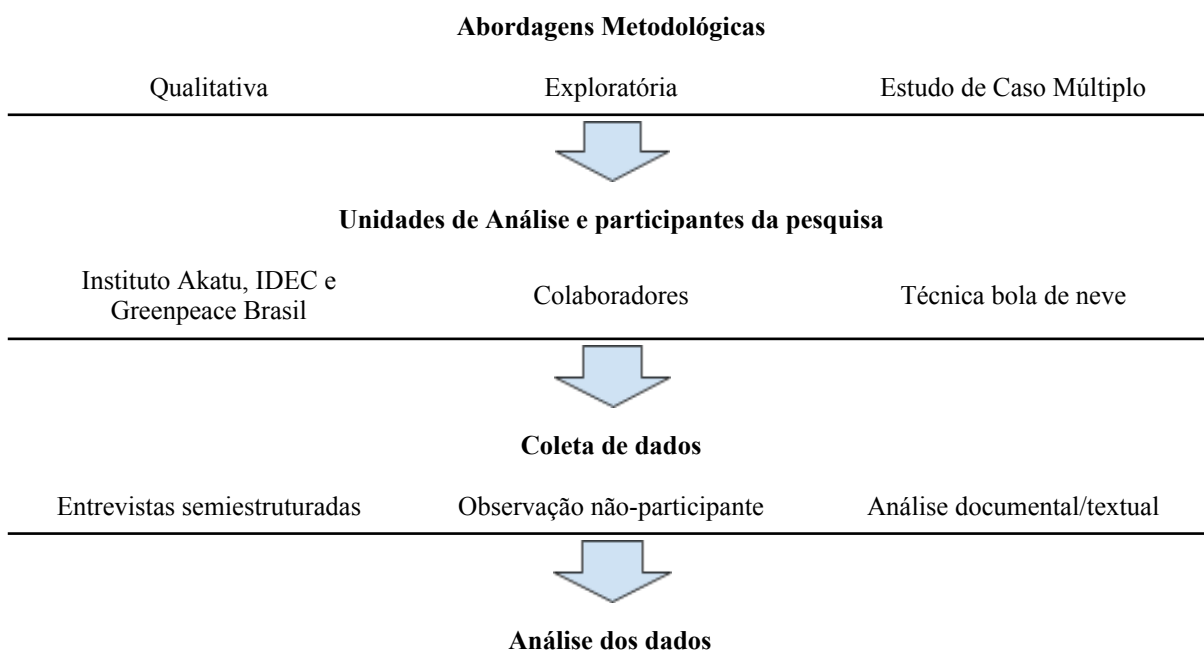 Abordagens Metodológicas
Qualitativa Exploratória Estudo de Caso Múltiplo
Unidades de Análise e participantes da pesquisa
Instituto Akatu, IDEC e
Greenpeace Brasil
Colaboradores Técnica bola de neve
Coleta de dados
Entrevistas semiestruturadas Observação não-participante Análise documental/textual
Análise dos dados